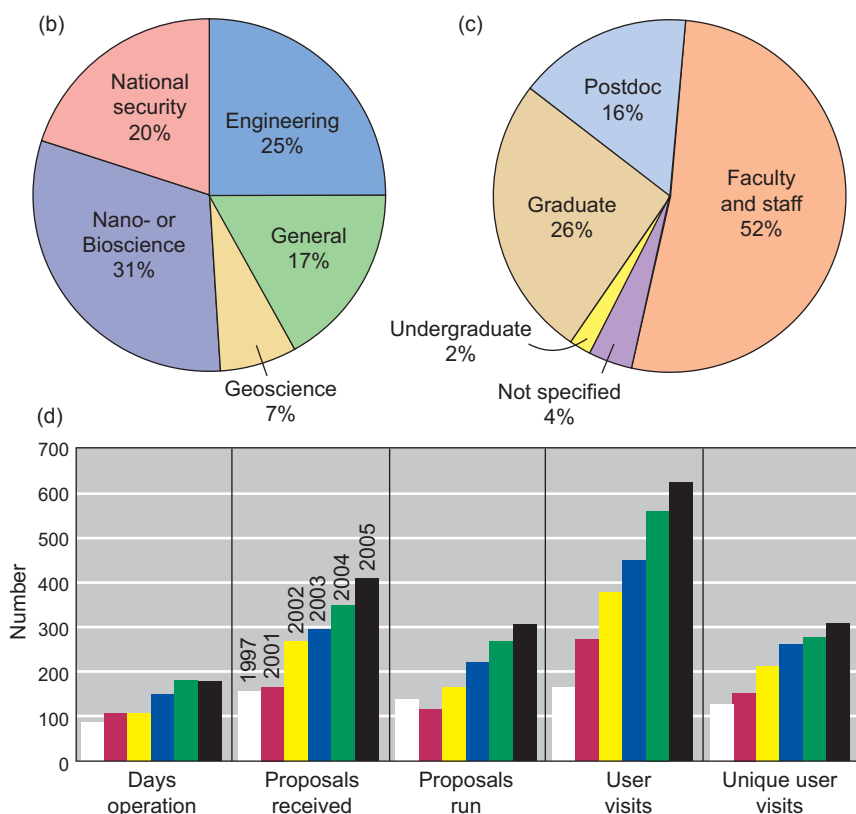 (b)
National
security
20%
Engineering
25%
Nano- or
Bioscience
31%
General
17%
Geoscience
7%
(c)
Postdoc
16%
Faculty
and staff
52%
Graduate
26%
Undergraduate
2%
Not specified
4%
(d)
Number
700
600
500
400
300
200
100
0
1997
2001
2002
2003
2004
2005
Days
operation
Proposals
received
Proposals
run
User
visits
Unique user
visits